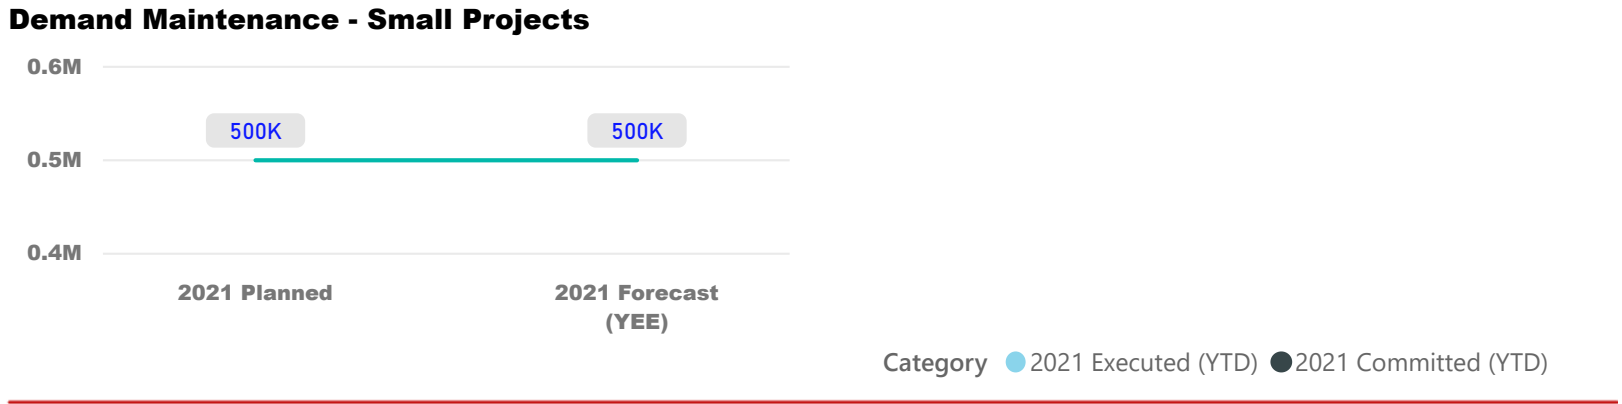 Demand Maintenance - Small Projects
0.6M
500K 500K
0.5M
0.4M
2021 Planned 2021 Forecast
(YEE)
Category 2021 Executed (YTD) 2021 Committed (YTD)